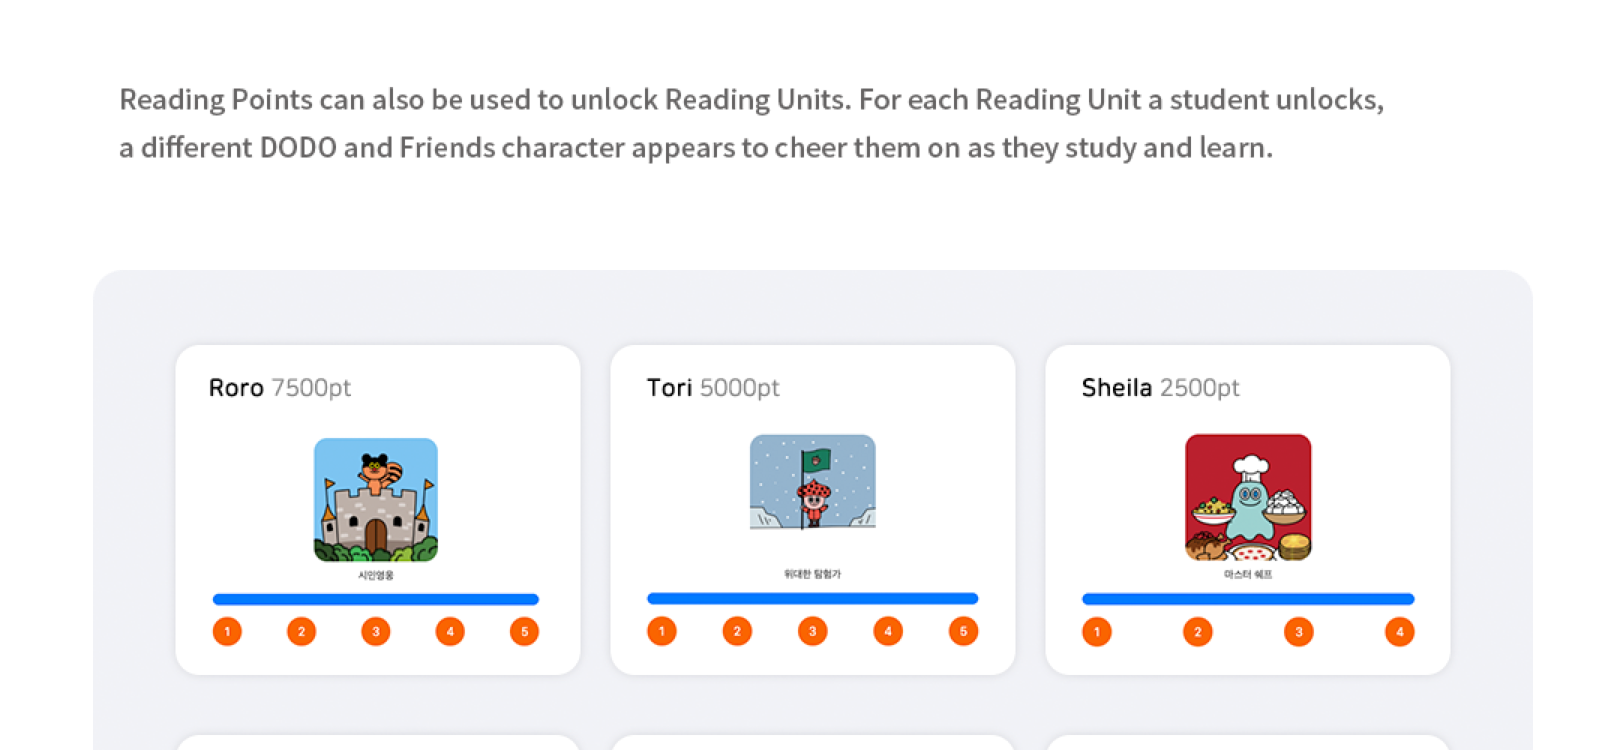 Reading Points can also be used to unlock Reading Units. For each Reading Unit a student unlocks,
a different DODO and Friends character appears to cheer them on as they study and learn.
Roro 7500pt
시민영웅
1 2 3 4 5
Tori 5000pt
위대한 탐험가
1 2 3 4 5
Sheila 2500pt
마스터 쉐프
1 2 3 4